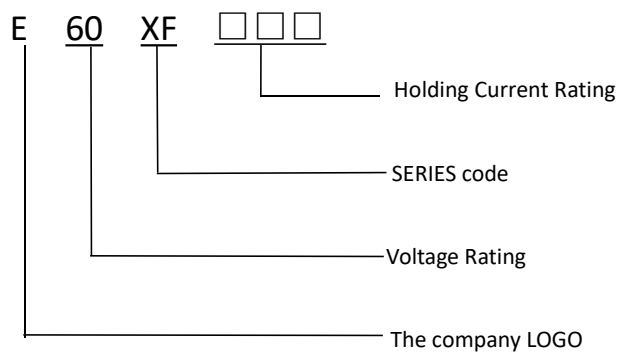 E 60 XF □□□
Holding Current Rating
SERIES code
Voltage Rating
The company LOGO